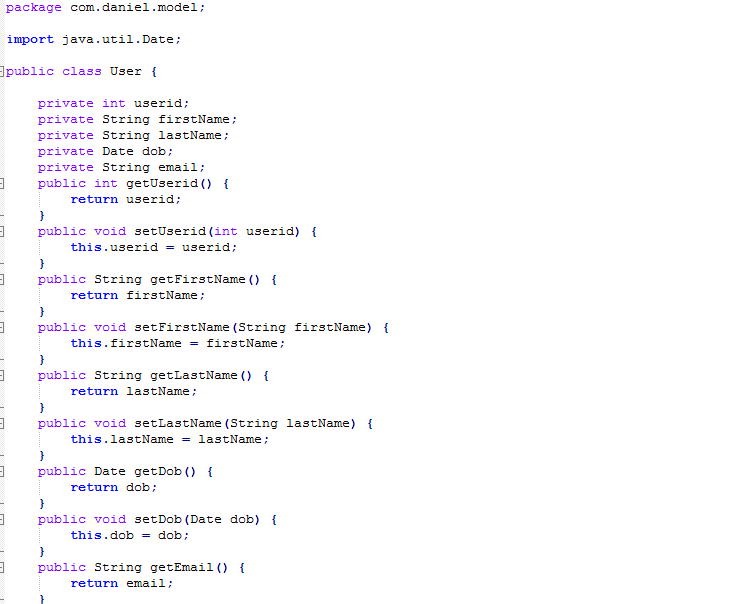 package com.daniel.model;
import java.util.Date;
public class User {
private int userid;
private String firstName;
private String lastName;
private Date dob;
private String email;
public int getUserid() {
return userid;
}
public void setUserid(int userid) {
this.userid = userid;
}
public String getFirstName() {
return firstName;
}
public void setFirstName(String firstName) {
this.firstName = firstName;
}
public String getLastName() {
return lastName;
}
public void setLastName(String lastName) {
this.lastName = lastName;
}
public Date getDob() {
return dob;
}
public void setDob(Date dob) {
this.dob = dob;
}
public String getEmail() {
return email;
}